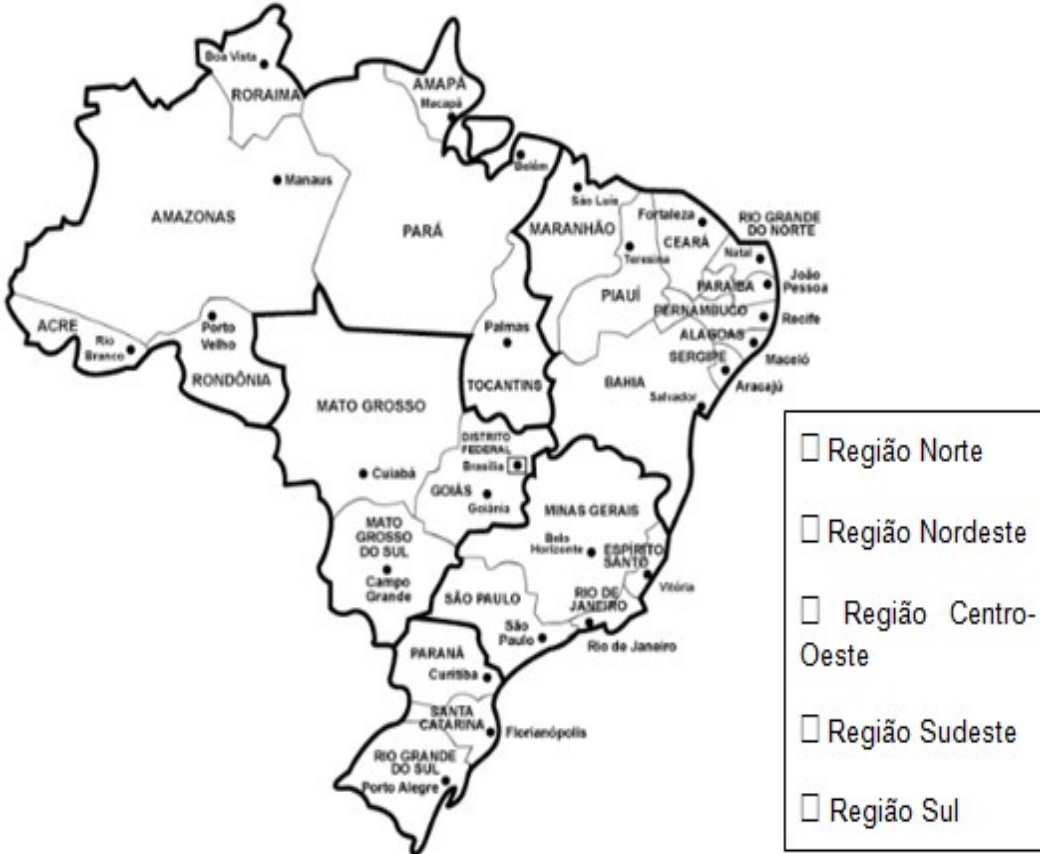 Boa Vista
RORAIMA
AMAPÁ
Macapá
Belém
Manaus
AMAZONAS
PARÁ
São Luís
MARANHÃO
Fortaleza
CEARÁ
RIO GRANDE
DO NORTE
Natal
Teresina
PIAUÍ
PARAÍBA
João
Pessoa
PERNAMBUCO
Recife
ACRE
Rio
Branco
Porto
Velho
RONDÔNIA
Palmas
TOCANTINS
ALAGOAS
Maceió
SERGIPE
Aracajú
BAHIA
Salvador
MATO GROSSO
Cuiabá
DISTRITO
FEDERAL
Brasília
GOIÁS
Goiânia
MATO
GROSSO
DO SUL
Campo
Grande
MINAS GERAIS
Belo
Horizonte
ESPÍRITO
SANTO
Vitória
RIO DE
JANEIRO
Rio de Janeiro
SÃO PAULO
São
Paulo
PARANÁ
Curitiba
SANTA
CATARINA
Florianópolis
RIO GRANDE
DO SUL
Porto Alegre
☐ Região Norte
☐ Região Nordeste
☐ Região Centro-
Oeste
☐ Região Sudeste
☐ Região Sul